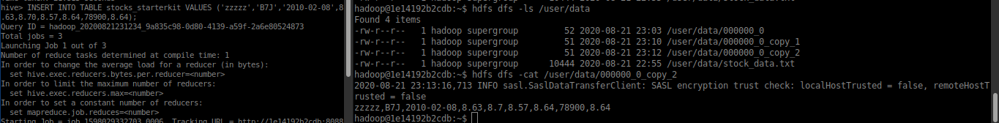 hive> INSERT INTO TABLE stocks_starterkit VALUES ('zzzzz','B7J','2010-02-08',8
.63,8.70,8.57,8.64,78900,8.64);
Query ID = hadoop_20200821231234_9a835c98-0d80-4139-a59f-2a6e80524873
Total jobs = 3
Launching Job 1 out of 3
Number of reduce tasks determined at compile time: 1
In order to change the average load for a reducer (in bytes):
set hive.exec.reducers.bytes.per.reducer=<number>
In order to limit the maximum number of reducers:
set hive.exec.reducers.max=<number>
In order to set a constant number of reducers:
set mapreduce.job.reduces=<number>
Starting Job = job_1598029332703_0006, Tracking URL = http://1e14192b2cdb:8088
hadoop@1e14192b2cdb:~$ hdfs dfs -ls /user/data
Found 4 items
-rw-r--r--   1 hadoop supergroup         52 2020-08-21 23:03 /user/data/000000_0
-rw-r--r--   1 hadoop supergroup         51 2020-08-21 23:10 /user/data/000000_0_copy_1
-rw-r--r--   1 hadoop supergroup         51 2020-08-21 23:12 /user/data/000000_0_copy_2
-rw-r--r--   1 hadoop supergroup      10444 2020-08-21 22:55 /user/data/stock_data.txt
hadoop@1e14192b2cdb:~$ hdfs dfs -cat /user/data/000000_0_copy_2
2020-08-21 23:13:16,713 INFO sasl.SaslDataTransferClient: SASL encryption trust check: localHostTrusted = false, remoteHostT
rusted = false
zzzzz,B7J,2010-02-08,8.63,8.7,8.57,8.64,78900,8.64
hadoop@1e14192b2cdb:~$